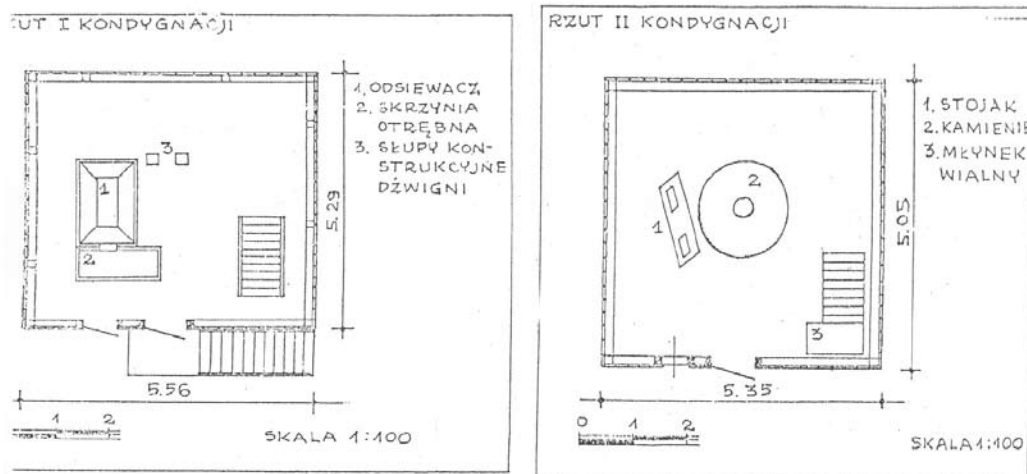 RZUT I KONDYGNACJI
1, ODSIEWACZ
2. SKRZYNIA
OTRĘBNA
3. SŁUPY KON-
STRUKCYJNE
DŹWIGNI
3
1
2
5.29
5.56
1 2
SKALA 1:100
RZUT II KONDYGNACJI
1. STOJAK
2. KAMIENIE
3. MŁYNEK
WIALNY
2
1
3
5.05
5.35
0 1 2
SKALA 1:100